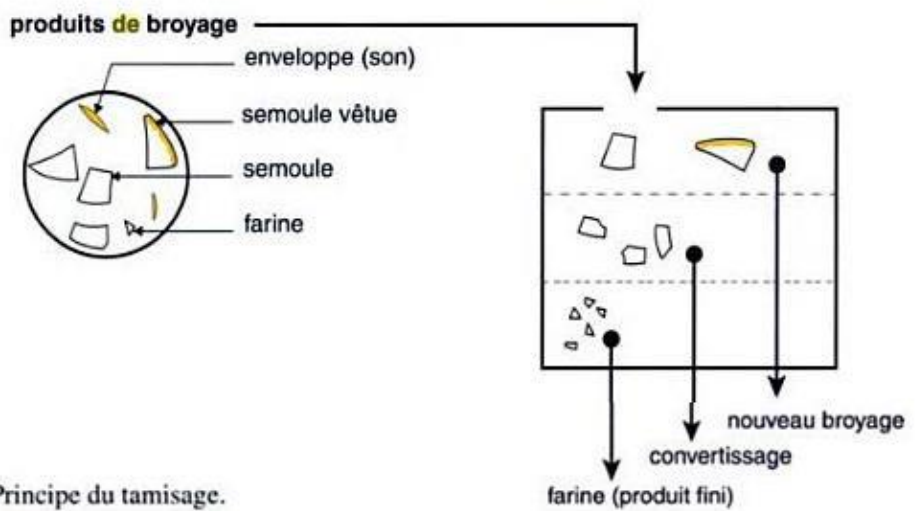 produits de broyage
enveloppe (son)
semoule vêtue
semoule
farine
nouveau broyage
convertissage
farine (produit fini)
Principe du tamisage.